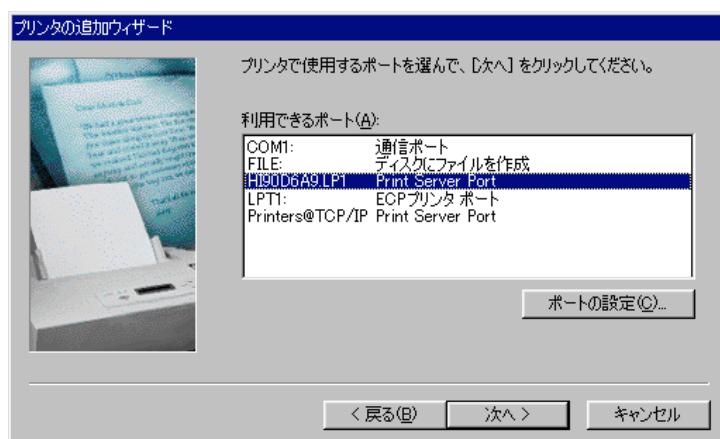 プリンタの追加ウィザード
プリンタで使用するポートを選んで、[次へ] をクリックしてください。
利用できるポート(A):
COM1: 通信ポート
FILE: ディスクにファイルを作成
HI90D6A9.LP1 Print Server Port
LPT1: ECPプリンタ ポート
Printers@TCP/IP Print Server Port
ポートの設定(C)...
< 戻る(B) 次へ > キャンセル